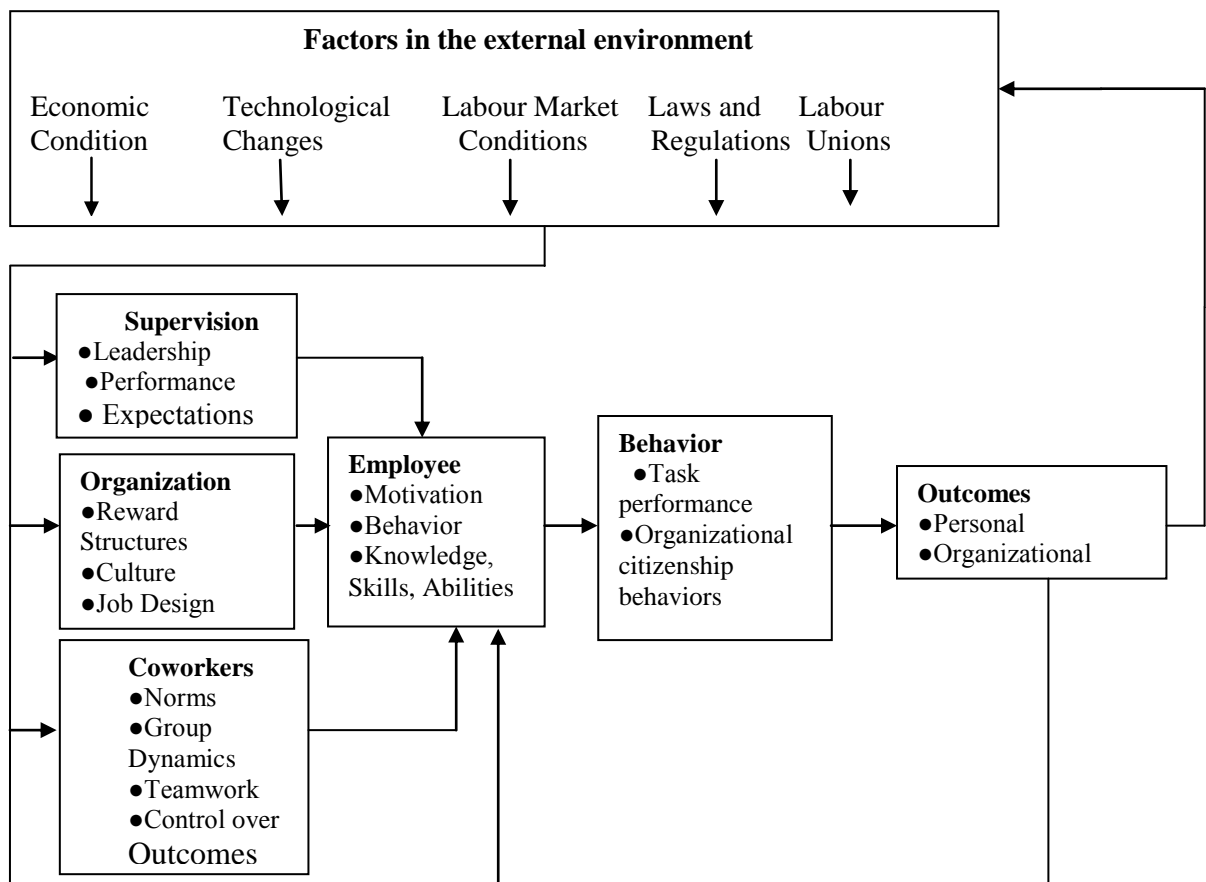 Factors in the external environment
Economic
Condition
Technological
Changes
Labour Market
Conditions
Laws and
Regulations
Labour
Unions
Supervision
●Leadership
●Performance
● Expectations
Organization
●Reward
Structures
●Culture
●Job Design
Coworkers
●Norms
●Group
Dynamics
●Teamwork
●Control over
Outcomes
Employee
●Motivation
●Behavior
●Knowledge,
Skills, Abilities
Behavior
●Task
performance
●Organizational
citizenship
behaviors
Outcomes
●Personal
●Organizational